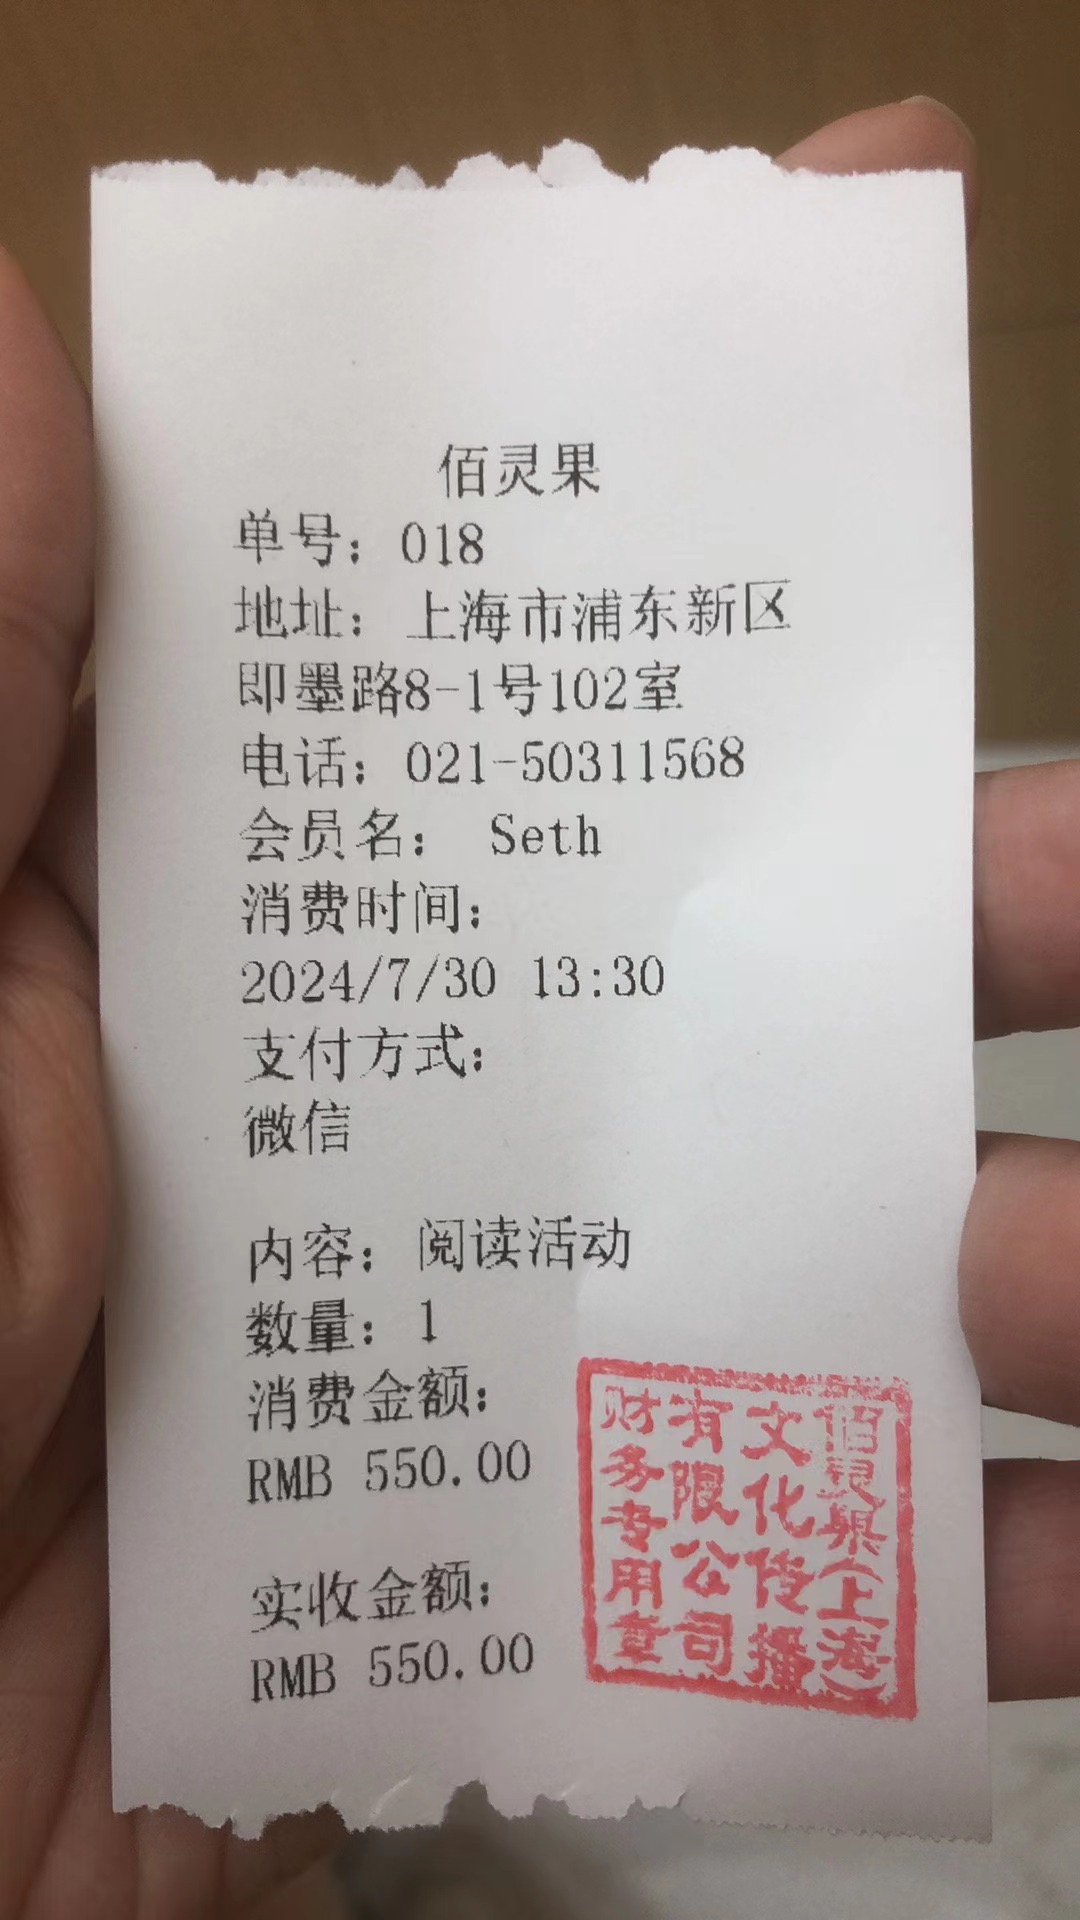 佰灵果
单号：018
地址：上海市浦东新区
即墨路8-1号102室
电话：021-50311568
会员名： Seth
消费时间：
2024/7/30 13:30
支付方式：
微信
内容：阅读活动
数量：1
消费金额：
RMB 550.00
实收金额：
RMB 550.00
佰灵果（上海）
文化传播
有限公司
财务专用章